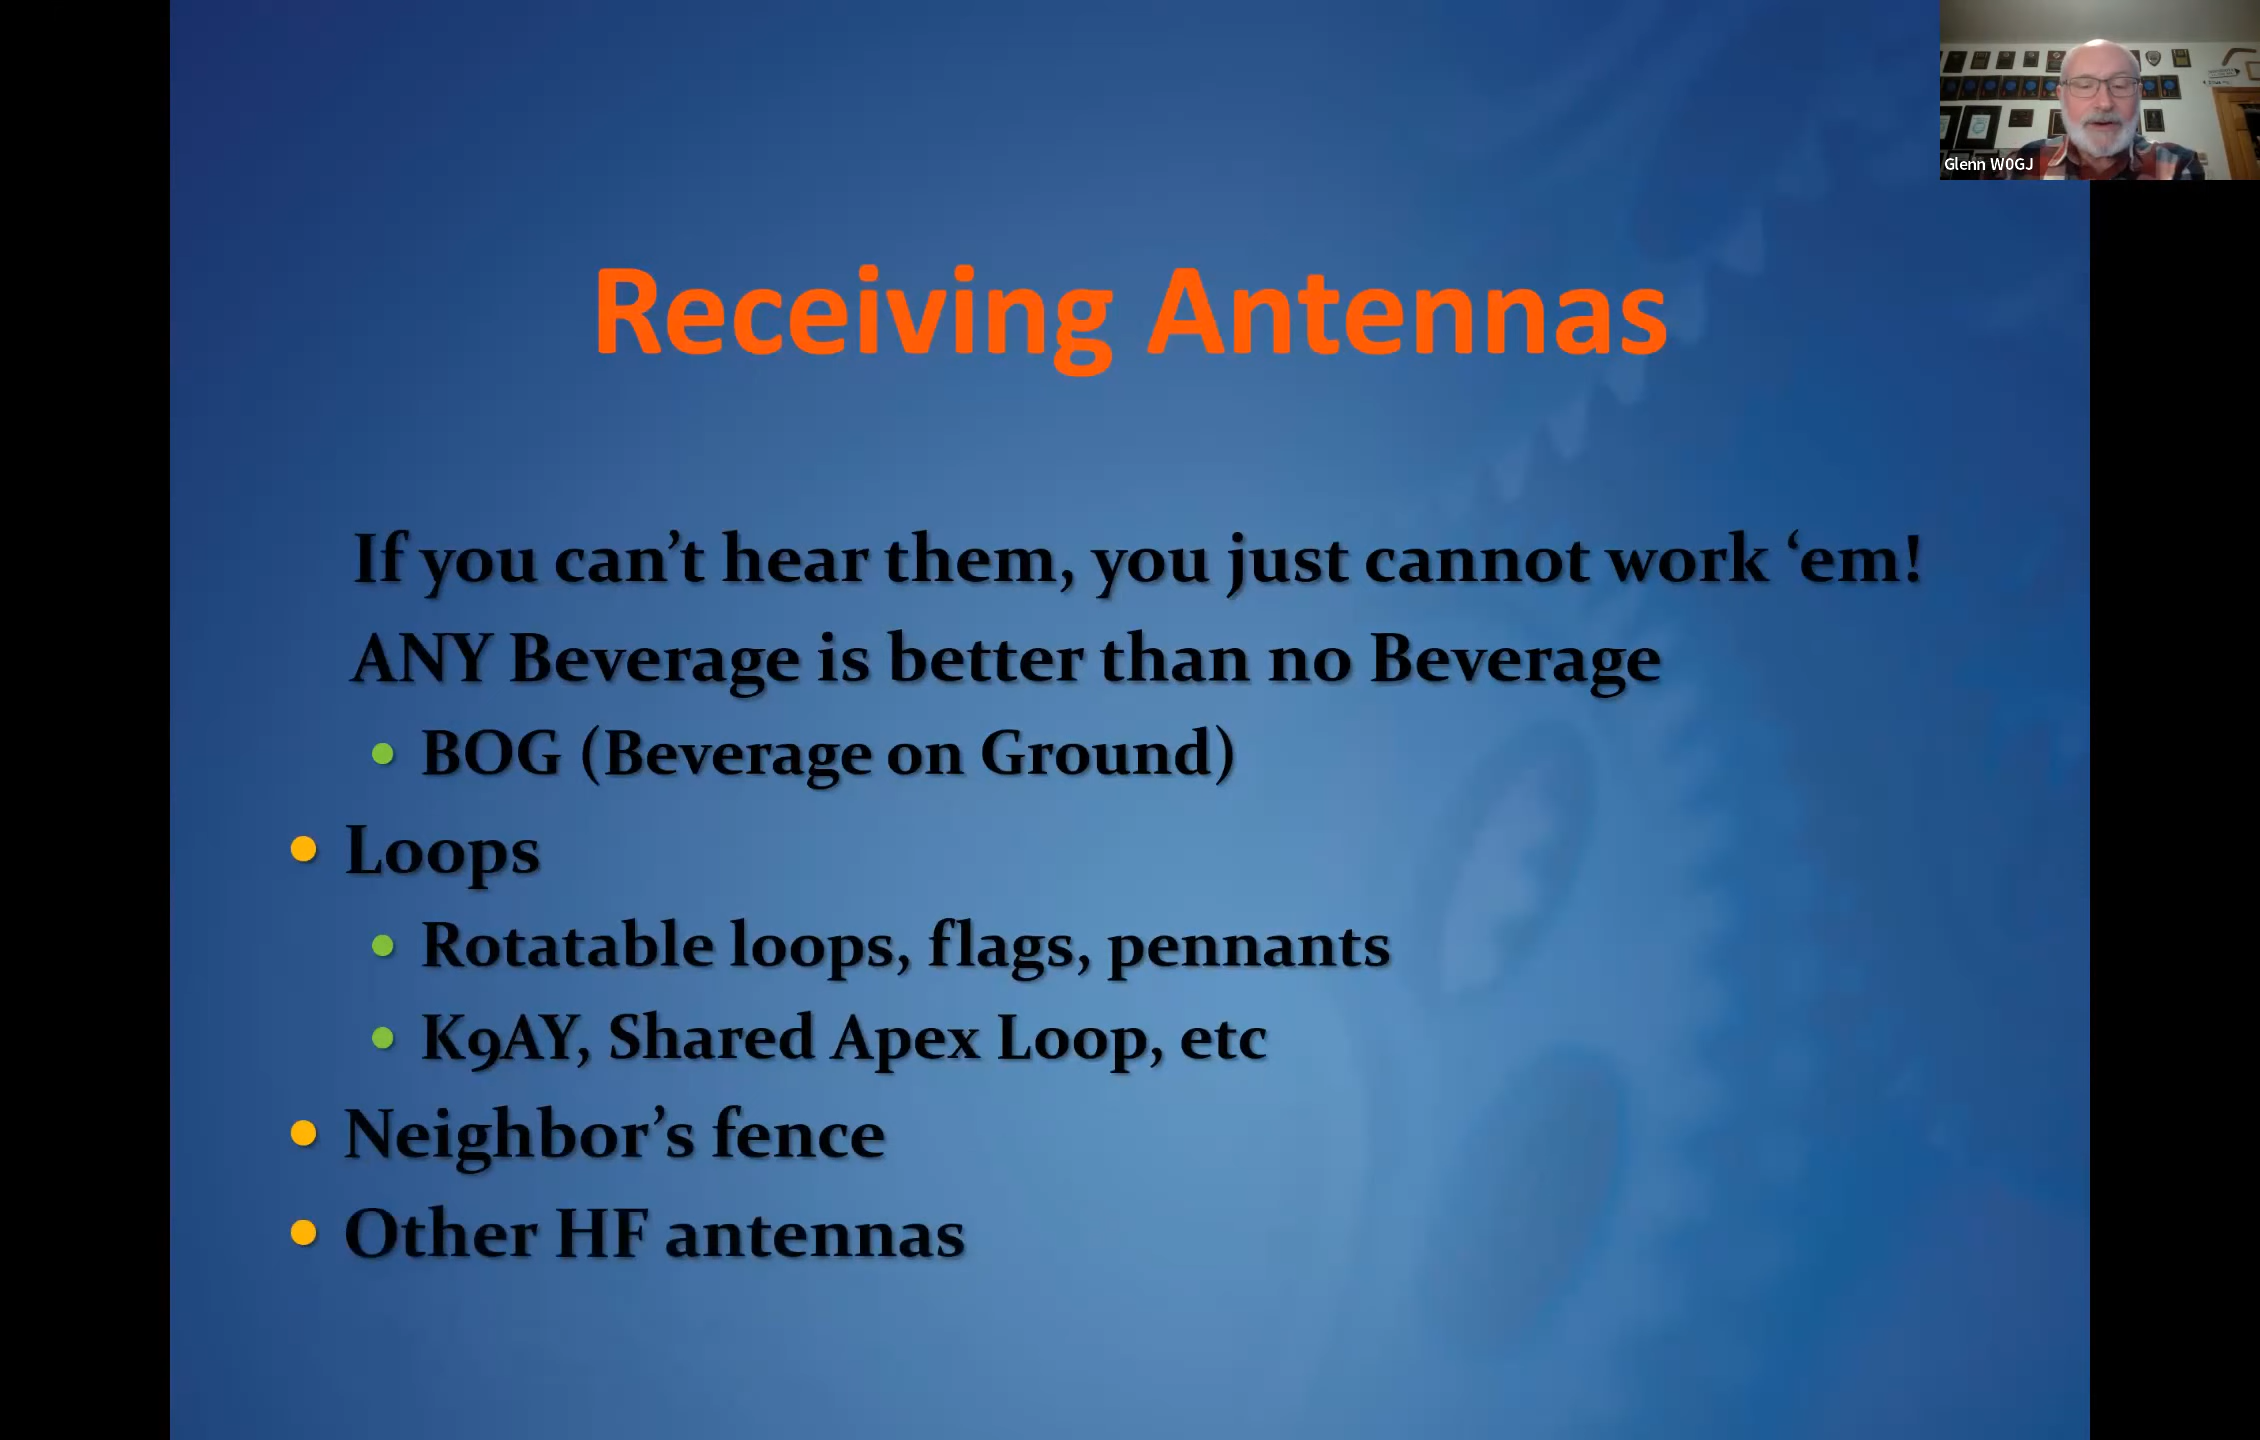 Glenn W0GJ
Receiving Antennas
If you can’t hear them, you just cannot work ‘em!
ANY Beverage is better than no Beverage
• BOG (Beverage on Ground)
• Loops
• Rotatable loops, flags, pennants
• K9AY, Shared Apex Loop, etc
• Neighbor’s fence
• Other HF antennas